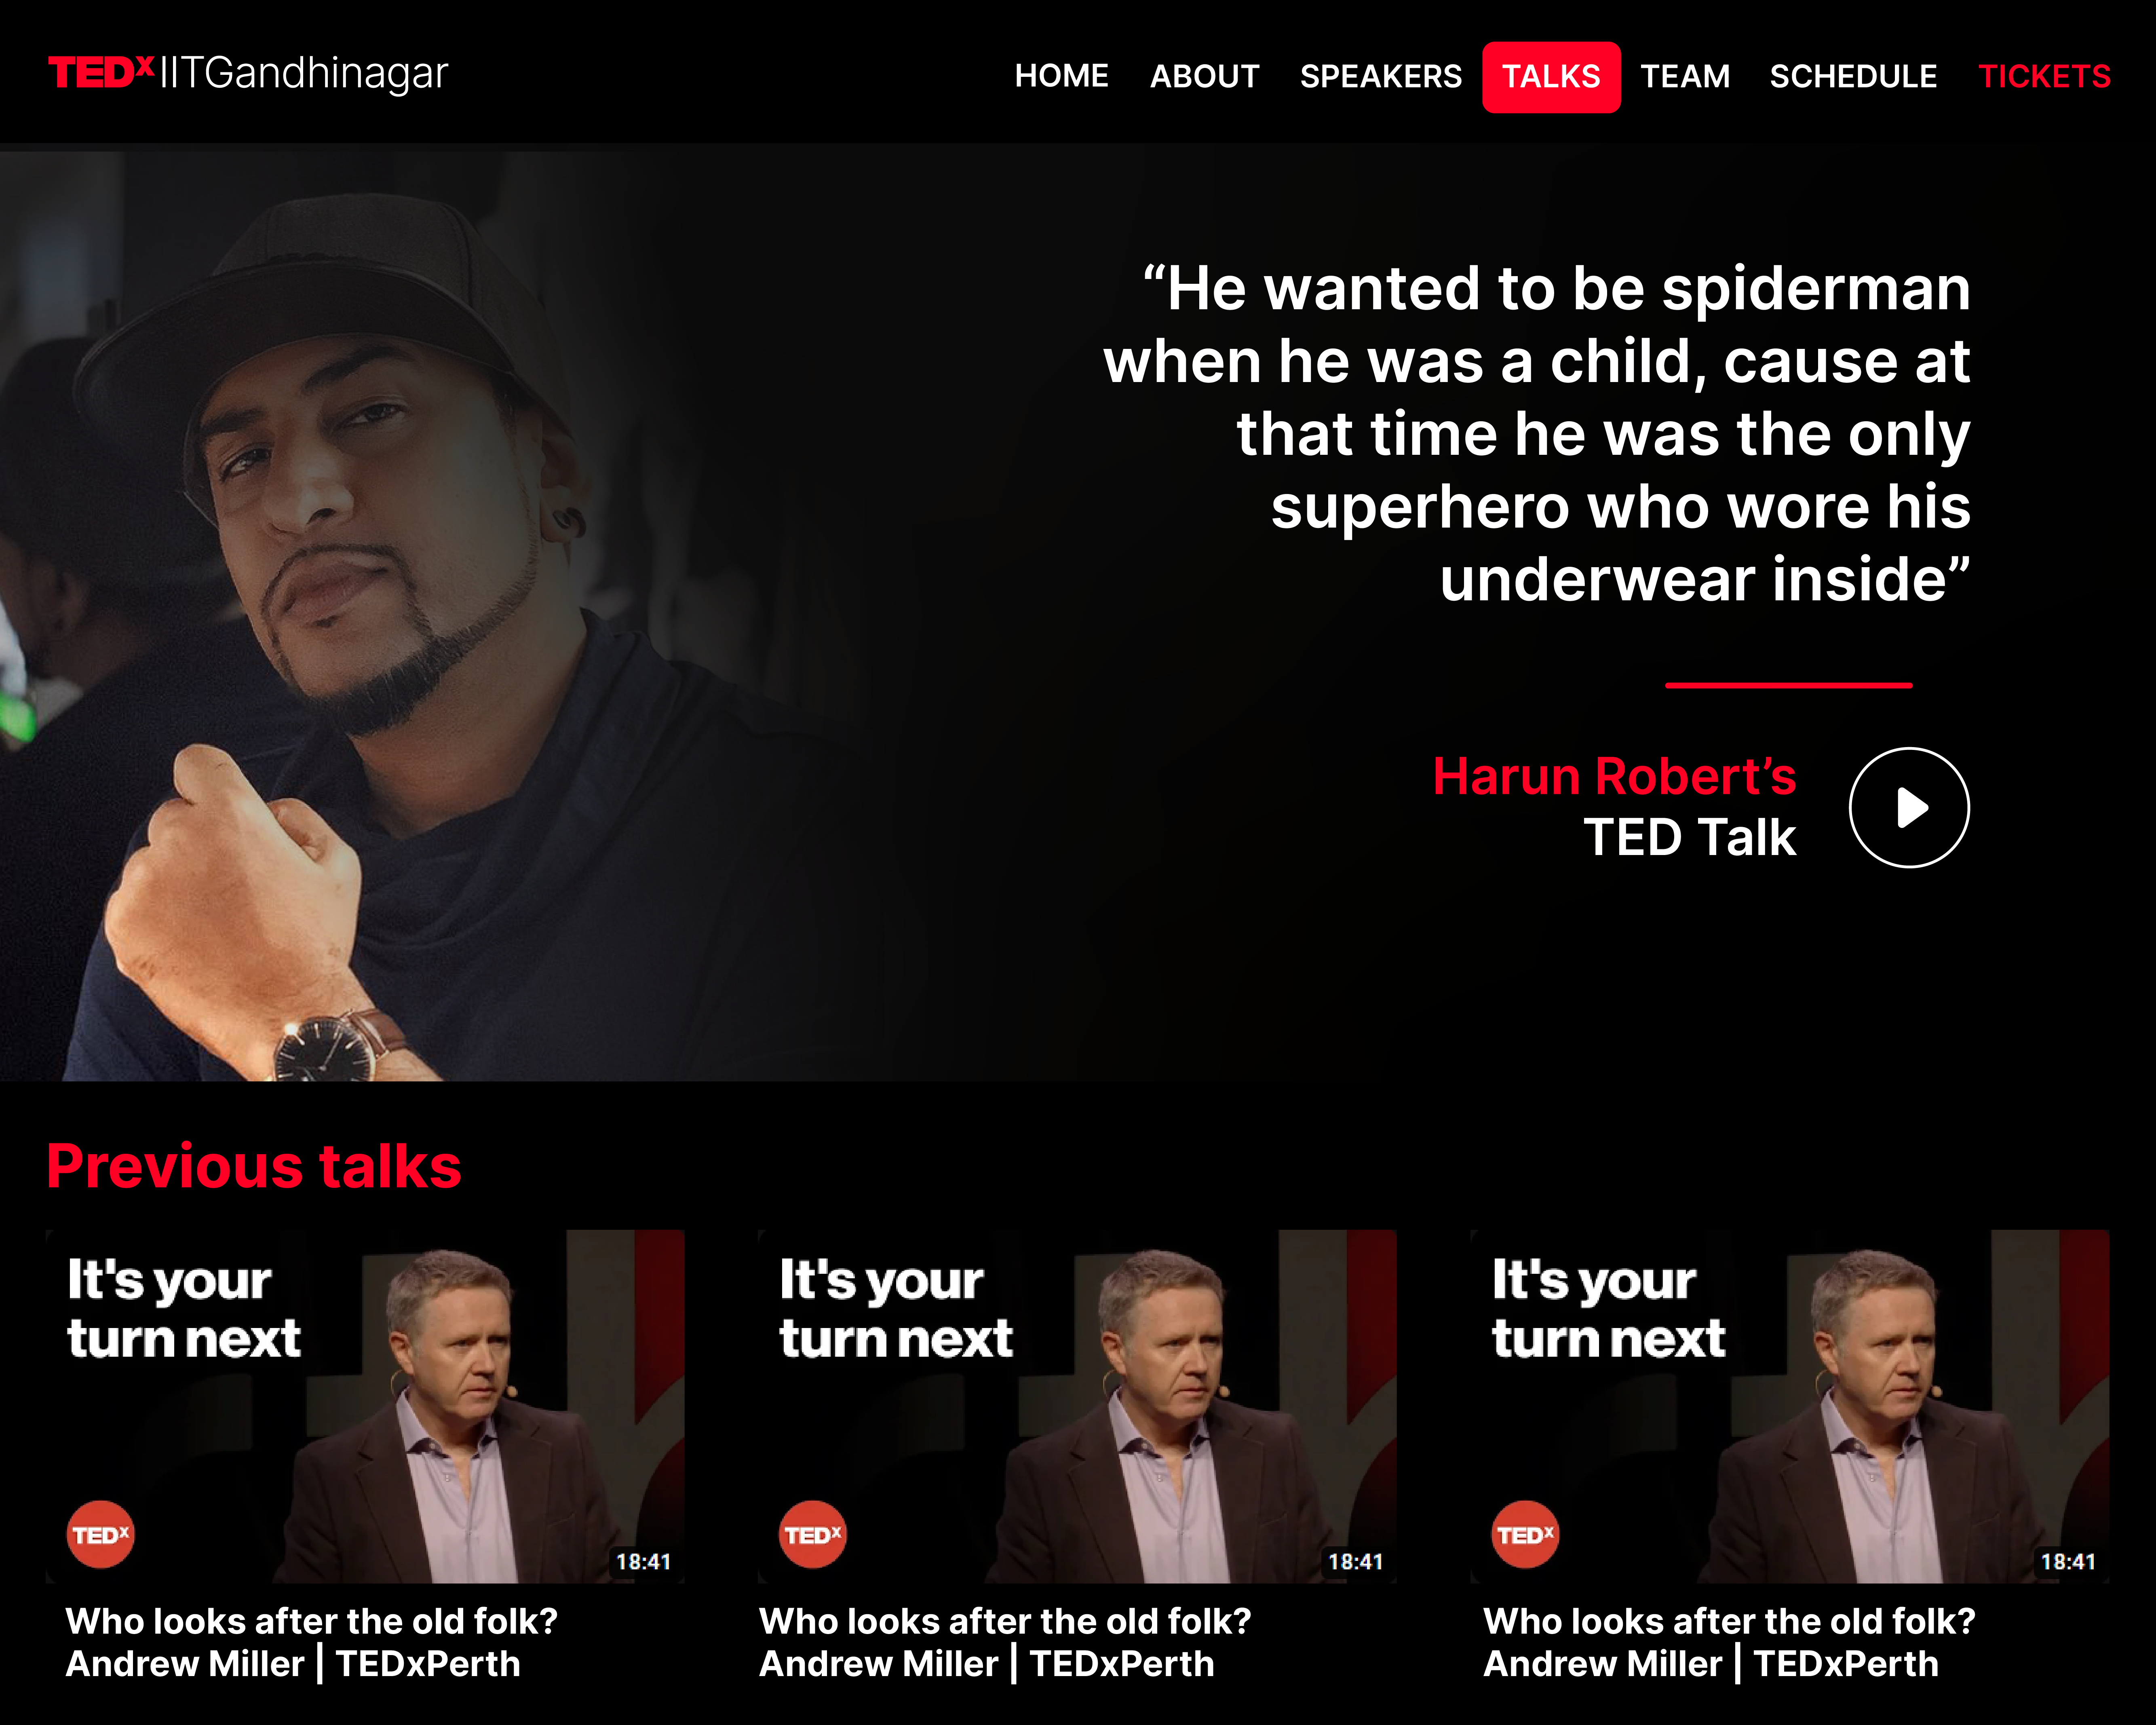 TEDx IITGandhinagar
HOME ABOUT SPEAKERS TALKS TEAM SCHEDULE TICKETS
“He wanted to be spiderman
when he was a child, cause at
that time he was the only
superhero who wore his
underwear inside”
Harun Robert’s
TED Talk
Previous talks
It's your
turn next
TEDx
18:41
Who looks after the old folk?
Andrew Miller | TEDxPerth
It's your
turn next
TEDx
18:41
Who looks after the old folk?
Andrew Miller | TEDxPerth
It's your
turn next
TEDx
18:41
Who looks after the old folk?
Andrew Miller | TEDxPerth